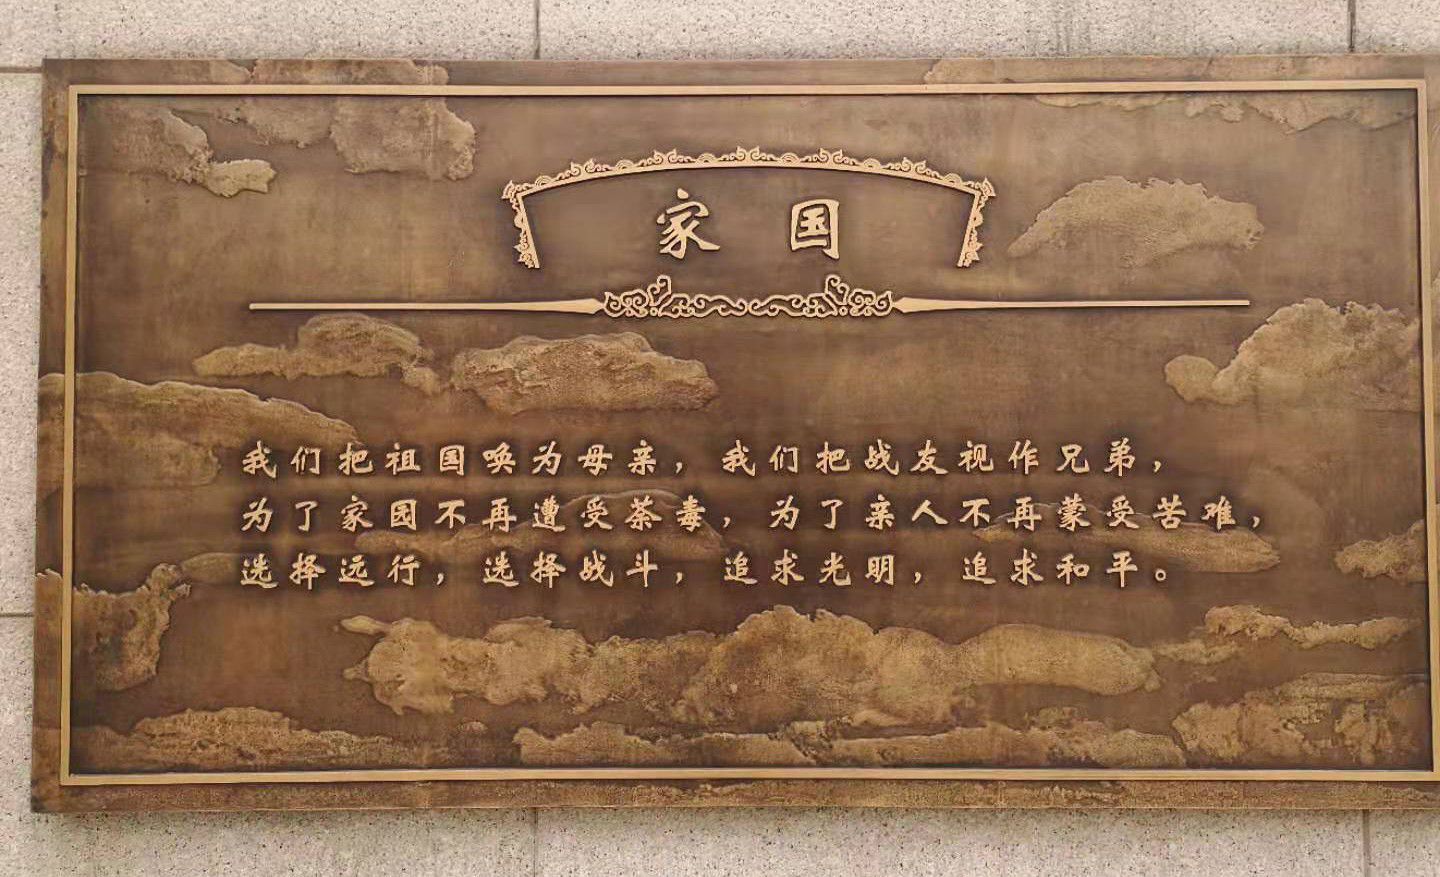 家国
我们把祖国唤为母亲，我们把战友视作兄弟，
为了家园不再遭受荼毒，为了亲人不再蒙受苦难，
选择远行，选择战斗，追求光明，追求和平。